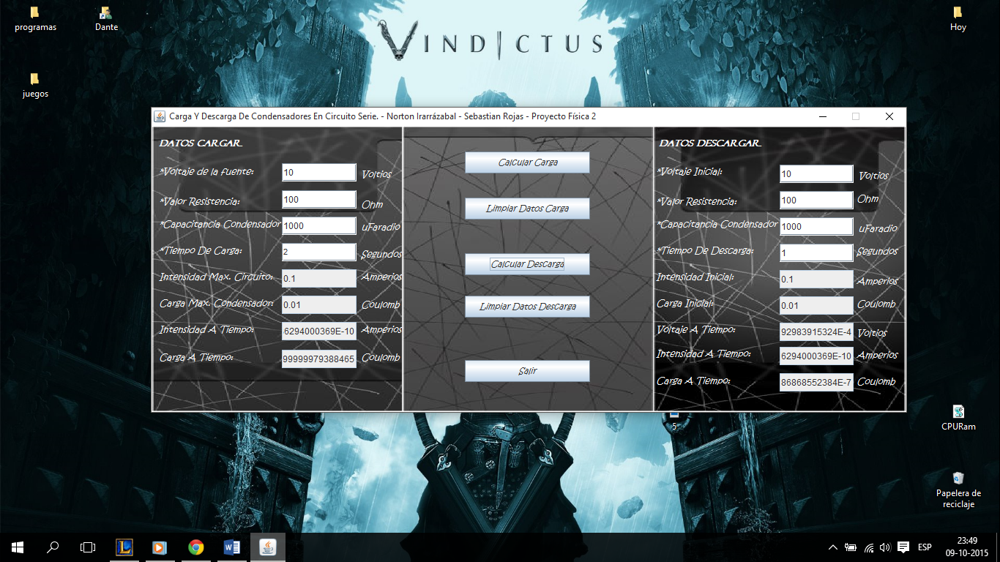 programas
Dante
Hoy
juegos
VINDICTUS
Carga Y Descarga De Condensadores En Circuito Serie. - Norton Irarrázabal - Sebastian Rojas - Proyecto Física 2
DATOS CARGAR
*Voltaje de la fuente: 10 Voltios
*Valor Resistencia: 100 Ohm
*Capacitancia Condensador 1000 uFaradio
*Tiempo De Carga: 2 Segundos
Intensidad Max. Circuito: 0.1 Amperios
Carga Max. Condensador: 0.01 Coulomb
Intensidad A Tiempo: 6294000369E-10 Amperios
Carga A Tiempo: 99999979388465 Coulomb
Calcular Carga
Limpiar Datos Carga
Calcular Descarga
Limpiar Datos Descarga
Salir
DATOS DESCARGAR
*Voltaje Inicial: 10 Voltios
*Valor Resistencia: 100 Ohm
*Capacitancia Condensador 1000 uFaradio
*Tiempo De Descarga: 1 Segundos
Intensidad Inicial: 0.1 Amperios
Carga Inicial: 0.01 Coulomb
Voltaje A Tiempo: 92983915324E-4 Voltios
Intensidad A Tiempo: 6294000369E-10 Amperios
Carga A Tiempo: 86868552384E-7 Coulomb
5
CPURam
Papelera de
reciclaje
ESP
23:49
09-10-2015